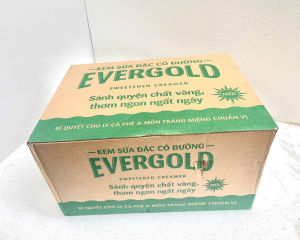 KEM SỮA ĐẶC CÓ ĐƯỜNG
EVERGOLD
SWEETENED CREAMER
Sánh quyện chất vàng,
thơm ngon ngất ngây
MỚI
BÍ QUYẾT CHO LY CÀ PHÊ & MÓN TRÁNG MIỆNG CHUẨN VỊ
KEM SỮA ĐẶC CÓ ĐƯỜNG
EVERGOLD
SWEETENED CREAMER
Sánh quyện chất vàng,
thơm ngon ngất ngây
MỚI
BÍ QUYẾT CHO LY CÀ PHÊ & MÓN TRÁNG MIỆNG CHUẨN VỊ